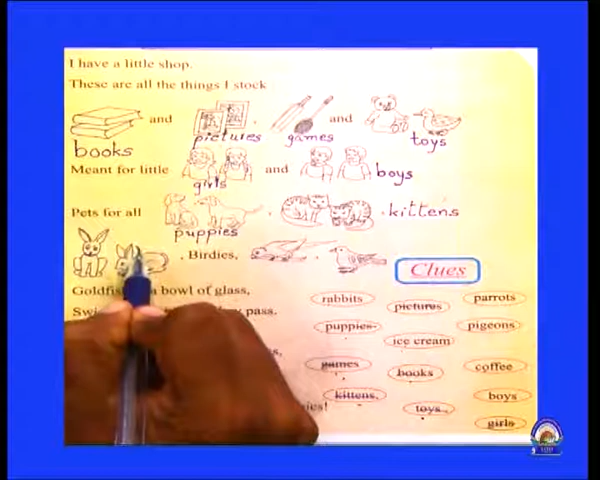 I have a little shop.
These are all the things I stock
and , and
books pictures games toys
Meant for little and boys
girls
Pets for all , , kittens
puppies
, Birdies, ,
Clues
Goldfish bowl of glass,
pass.
rabbits pictures parrots
puppies pigeons
ice cream
games books coffee
kittens boys
toys
girls